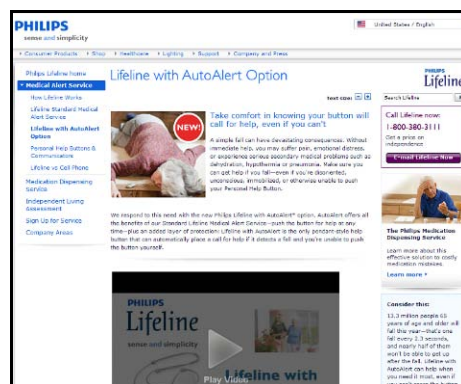 PHILIPS
sense and simplicity
United States / English
Consumer Products
Shop
Healthcare
Lighting
Support
Company and Press
Philips Lifeline home
Medical Alert Service
How Lifeline Works
Lifeline Standard Medical
Alert Service
Lifeline with AutoAlert
Option
Personal Help Buttons &
Communicators
Lifeline vs Cell Phone
Medication Dispensing
Service
Independent Living
Assessment
Sign Up for Service
Company Areas
Lifeline with AutoAlert Option
text size:
NEW!
Take comfort in knowing your button will
call for help, even if you can't
A simple fall can have devastating consequences. Without
immediate help, you may suffer pain, emotional distress,
or experience serious secondary medical problems such as
dehydration, hypothermia or pneumonia. Make sure you
can get help if you fall—even if you're disoriented,
unconscious, immobilized, or otherwise unable to push
your Personal Help Button.
We respond to this need with the new Philips Lifeline with AutoAlert* option. AutoAlert offers all
the benefits of our Standard Lifeline Medical Alert Service—push the button for help at any
time—plus an added layer of protection: Lifeline with AutoAlert is the only pendant-style help
button that can automatically place a call for help if it detects a fall and you're unable to push
the button yourself.
PHILIPS
Lifeline
sense and simplicity
Lifeline with
Play Video
PHILIPS
Lifeline
Search Lifeline
Call Lifeline now:
1-800-380-3111
Get a price on
independence
E-mail Lifeline Now
The Philips Medication
Dispensing Service
Learn more about this
effective solution to costly
medication mistakes.
Learn more
Consider this:
13.3 million people 65
years of age and older will
fall this year—that's one
fall every 2.3 seconds,
and nearly half of them
won't be able to get up
after the fall. Lifeline with
AutoAlert can help when
you need it most, even if